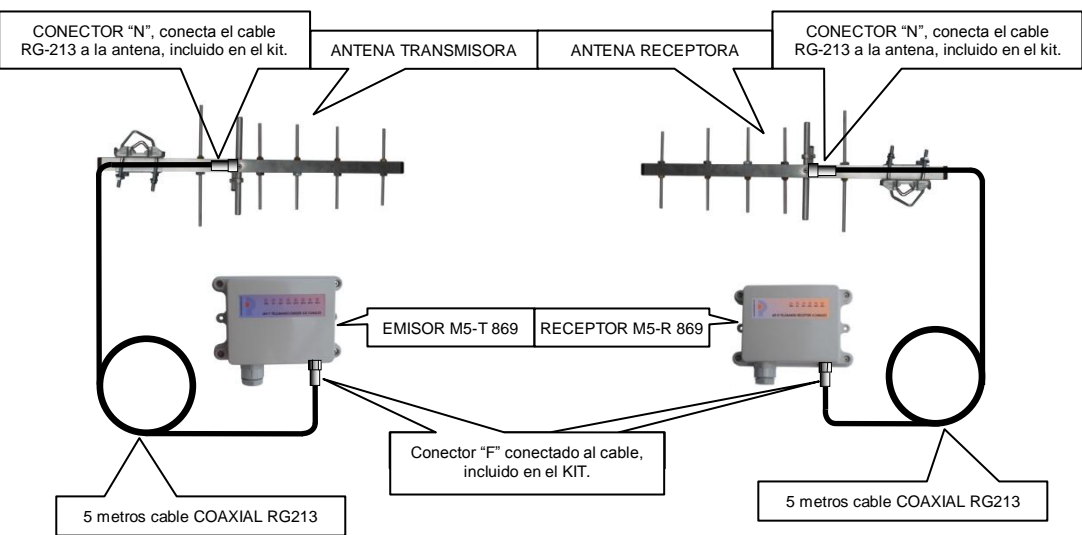 CONECTOR “N”, conecta el cable
RG-213 a la antena, incluido en el kit.
ANTENA TRANSMISORA
ANTENA RECEPTORA
CONECTOR “N”, conecta el cable
RG-213 a la antena, incluido en el kit.
EMISOR M5-T 869
RECEPTOR M5-R 869
Conector “F” conectado al cable,
incluido en el KIT.
5 metros cable COAXIAL RG213
5 metros cable COAXIAL RG213